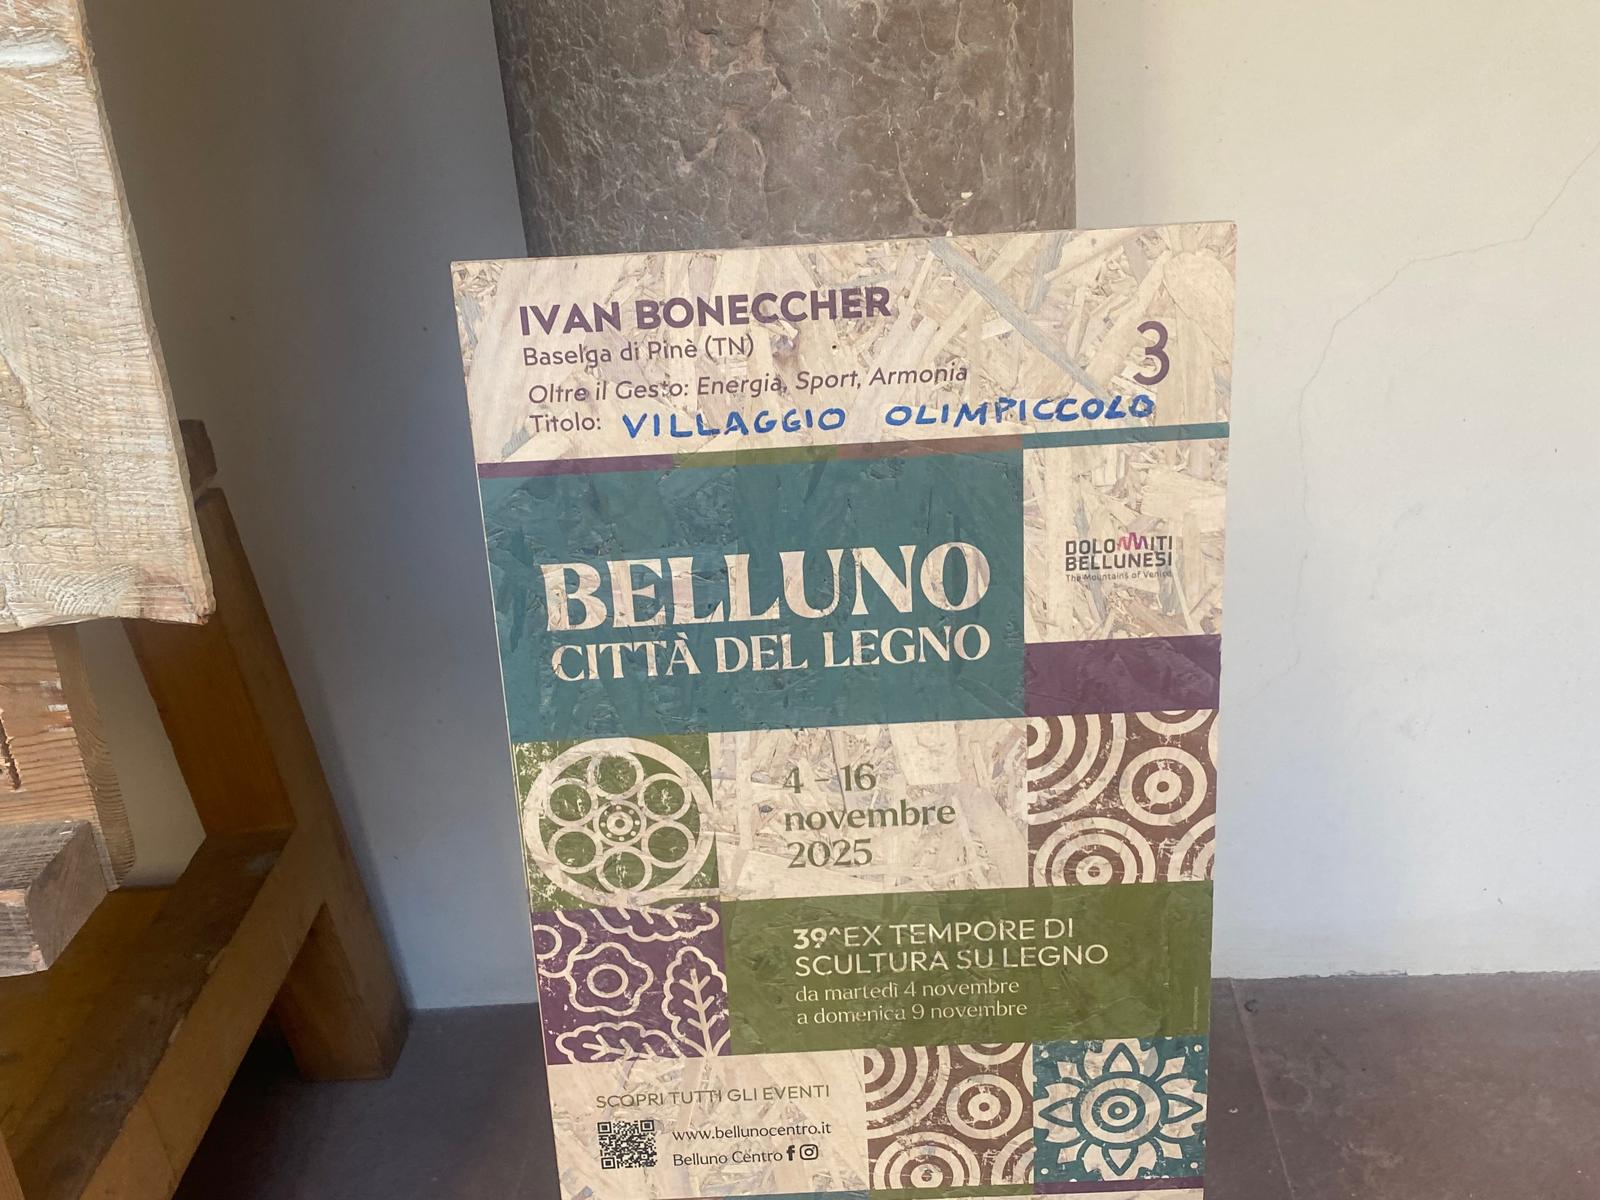 IVAN BONECCHER
Baselga di Pinè (TN)
3
Oltre il Gesto: Energia, Sport, Armonia
Titolo: VILLAGGIO OLIMPICCOLO
BELLUNO
CITTÀ DEL LEGNO
DOLOMITI
BELLUNESI
The Mountains of Venice
4 – 16
novembre
2025
39^EX TEMPORE DI
SCULTURA SU LEGNO
da martedì 4 novembre
a domenica 9 novembre
SCOPRI TUTTI GLI EVENTI
www.bellunocentro.it
Belluno Centro